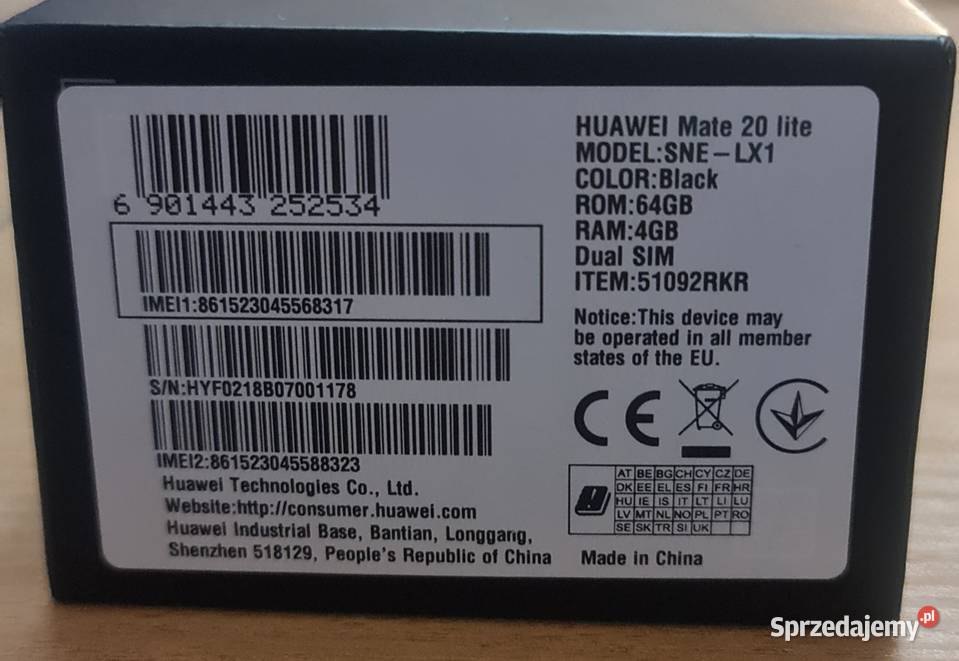 6 901443 252534
IMEI1:861523045568317
S/N:HYF0218B07001178
IMEI2:861523045588323
Huawei Technologies Co., Ltd.
Website:http://consumer.huawei.com
Huawei Industrial Base, Bantian, Longgang,
Shenzhen 518129, People's Republic of China
HUAWEI Mate 20 lite
MODEL:SNE-LX1
COLOR:Black
ROM:64GB
RAM:4GB
Dual SIM
ITEM:51092RKR
Notice:This device may
be operated in all member
states of the EU.
CE
AT BE BG CH CY CZ DE
DK EE EL ES FI FR HR
HU IE IS IT LT LI LU
LV MT NL NO PL PT RO
SE SK TR SI UK
Made in China
Sprzedajemy.pl